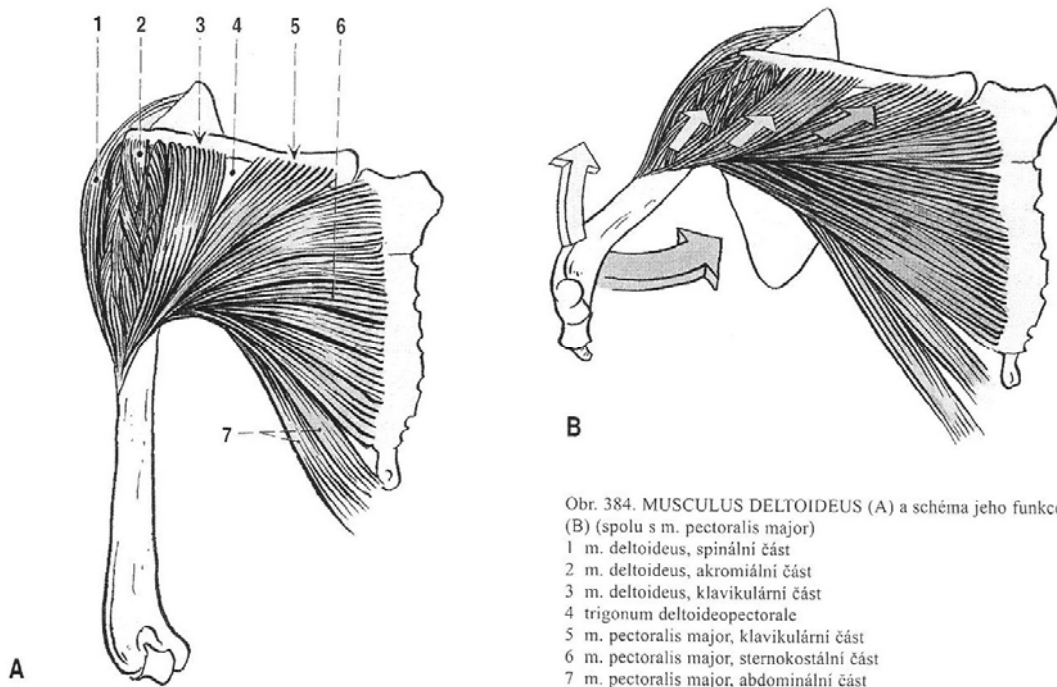 1 2 3 4 5 6
7
A
B
Obr. 384. MUSCULUS DELTOIDEUS (A) a schéma jeho funkce
(B) (spolu s m. pectoralis major)
1 m. deltoideus, spinální část
2 m. deltoideus, akromiální část
3 m. deltoideus, klavikulární část
4 trigonum deltoideopectorale
5 m. pectoralis major, klavikulární část
6 m. pectoralis major, sternokostální část
7 m. pectoralis major, abdominální část